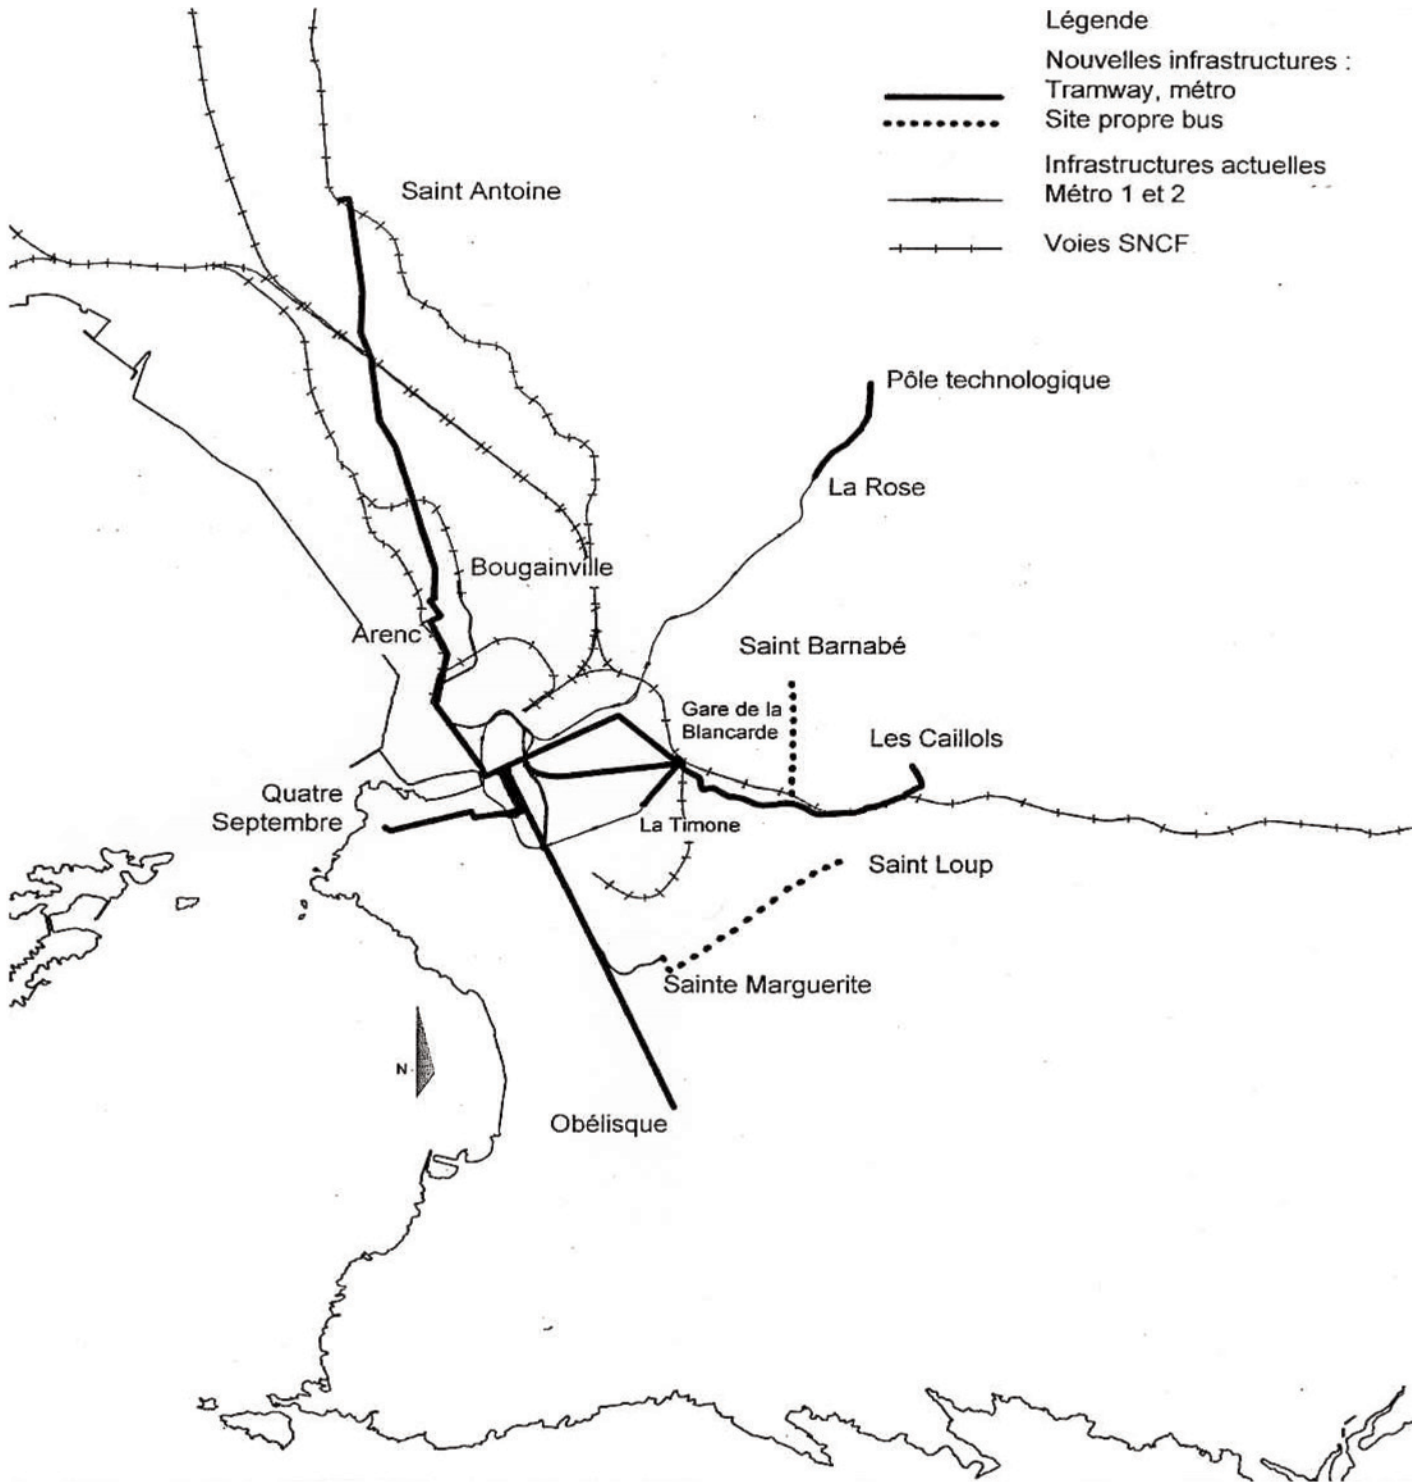 Légende
Nouvelles infrastructures :
Tramway, métro
Site propre bus
Infrastructures actuelles
Métro 1 et 2
Voies SNCF
Saint Antoine
Pôle technologique
La Rose
Bougainville
Arenc
Saint Barnabé
Gare de la
Blancarde
Les Caillols
Quatre
Septembre
La Timone
Saint Loup
Sainte Marguerite
N
Obélisque